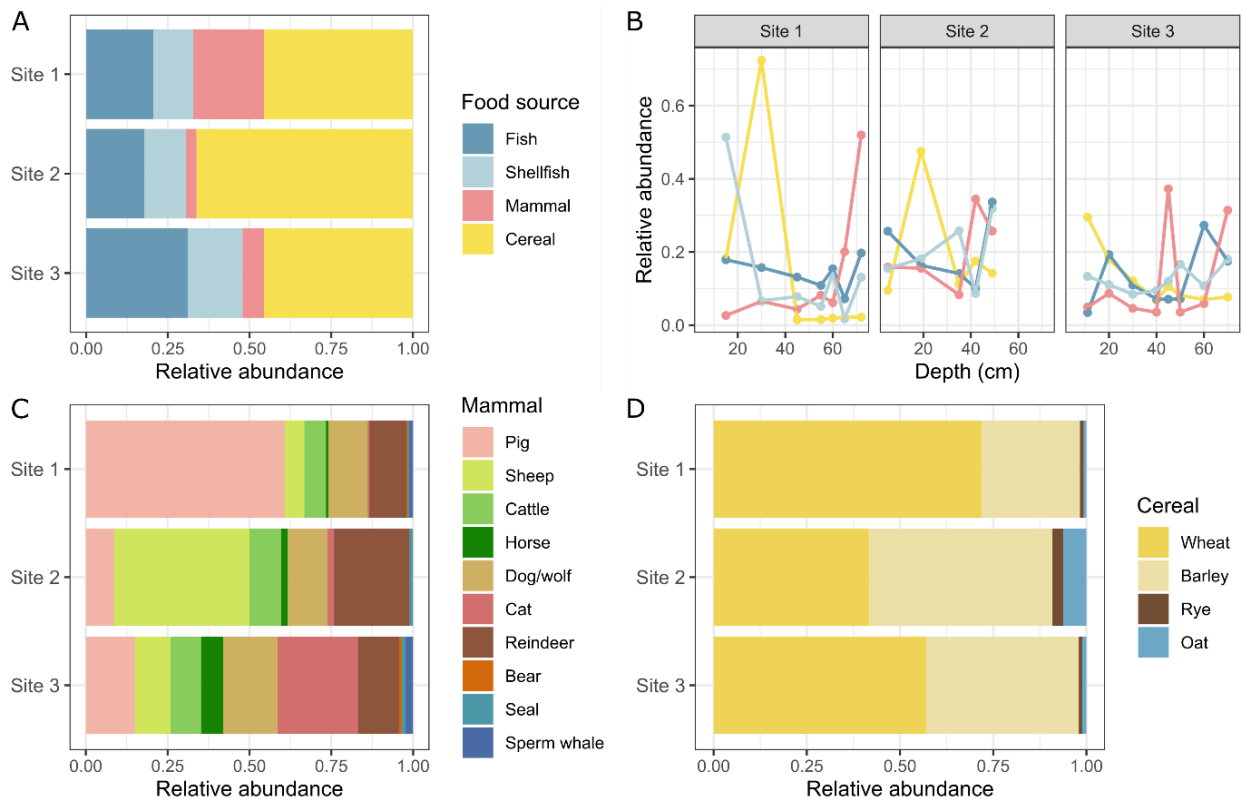 A
Site 1
Site 2
Site 3
0.00 0.25 0.50 0.75 1.00
Relative abundance
Food source
Fish
Shellfish
Mammal
Cereal
B
Site 1 Site 2 Site 3
Relative abundance
0.6
0.4
0.2
0.0
20 40 60 20 40 60 20 40 60
Depth (cm)
C
Site 1
Site 2
Site 3
0.00 0.25 0.50 0.75 1.00
Relative abundance
Mammal
Pig
Sheep
Cattle
Horse
Dog/wolf
Cat
Reindeer
Bear
Seal
Sperm whale
D
Site 1
Site 2
Site 3
0.00 0.25 0.50 0.75 1.00
Relative abundance
Cereal
Wheat
Barley
Rye
Oat